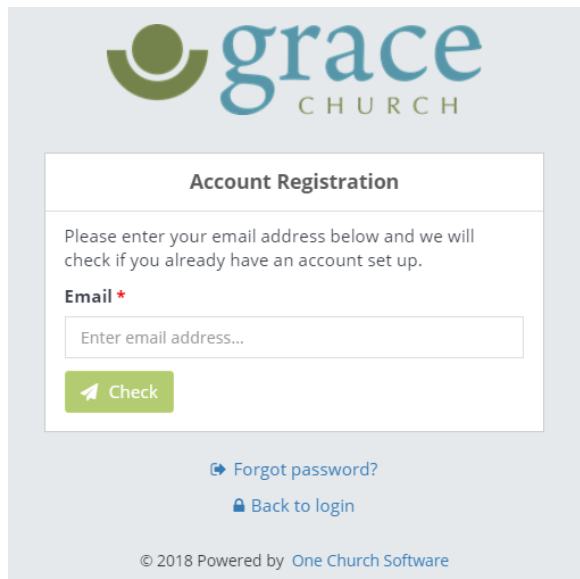 grace
CHURCH
Account Registration
Please enter your email address below and we will
check if you already have an account set up.
Email *
Enter email address...
Check
Forgot password?
Back to login
© 2018 Powered by One Church Software